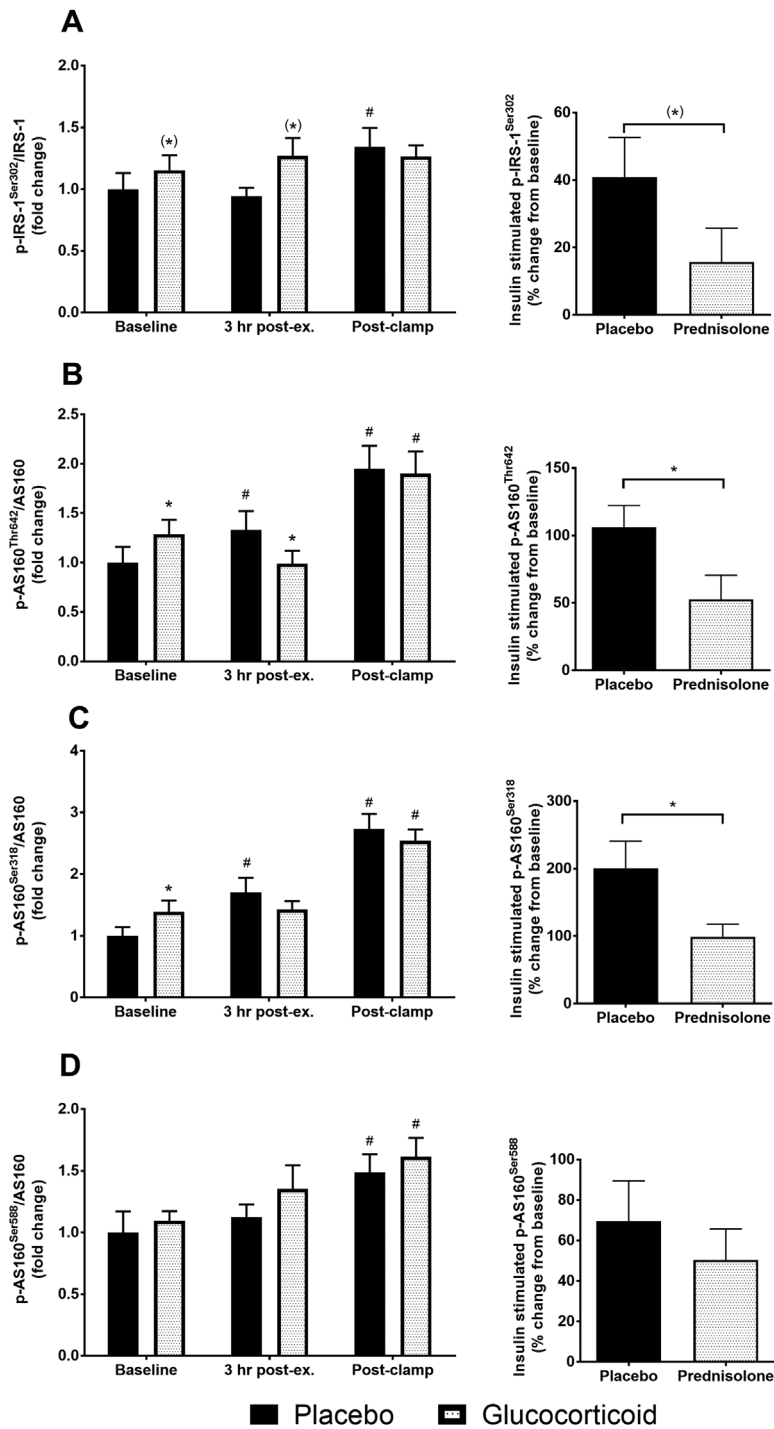 A
p-IRS-1Ser302/IRS-1
(fold change)
2.0
1.5
1.0
0.5
0.0
(*)
(*)
#
Baseline
3 hr post-ex.
Post-clamp
Insulin stimulated p-IRS-1Ser302
(% change from baseline)
60
40
20
0
(*)
Placebo
Prednisolone
B
p-AS160Thr642/AS160
(fold change)
2.5
2.0
1.5
1.0
0.5
0.0
*
#
*
#
#
Baseline
3 hr post-ex.
Post-clamp
Insulin stimulated p-AS160Thr642
(% change from baseline)
150
100
50
0
*
Placebo
Prednisolone
C
p-AS160Ser318/AS160
(fold change)
4
3
2
1
0
*
#
#
#
Baseline
3 hr post-ex.
Post-clamp
Insulin stimulated p-AS160Ser318
(% change from baseline)
300
200
100
0
*
Placebo
Prednisolone
D
p-AS160Ser588/AS160
(fold change)
2.0
1.5
1.0
0.5
0.0
#
#
Baseline
3 hr post-ex.
Post-clamp
Insulin stimulated p-AS160Ser588
(% change from baseline)
100
80
60
40
20
0
Placebo
Prednisolone
Placebo
Glucocorticoid